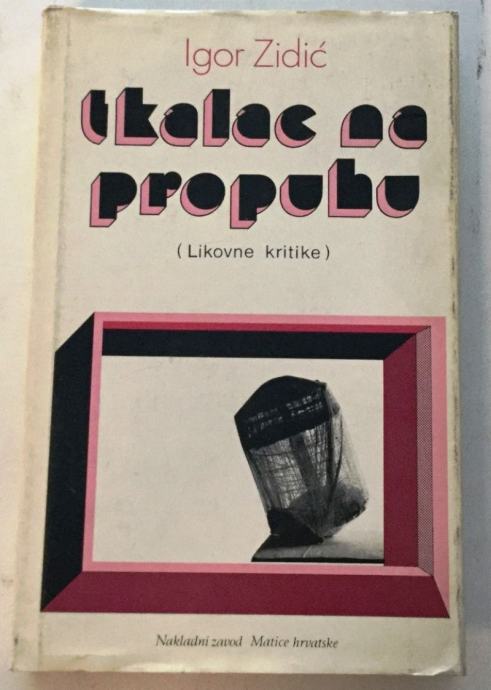 Igor Zidić
tkalac na
propuhu
(Likovne kritike)
Nakladni zavod Matice hrvatske